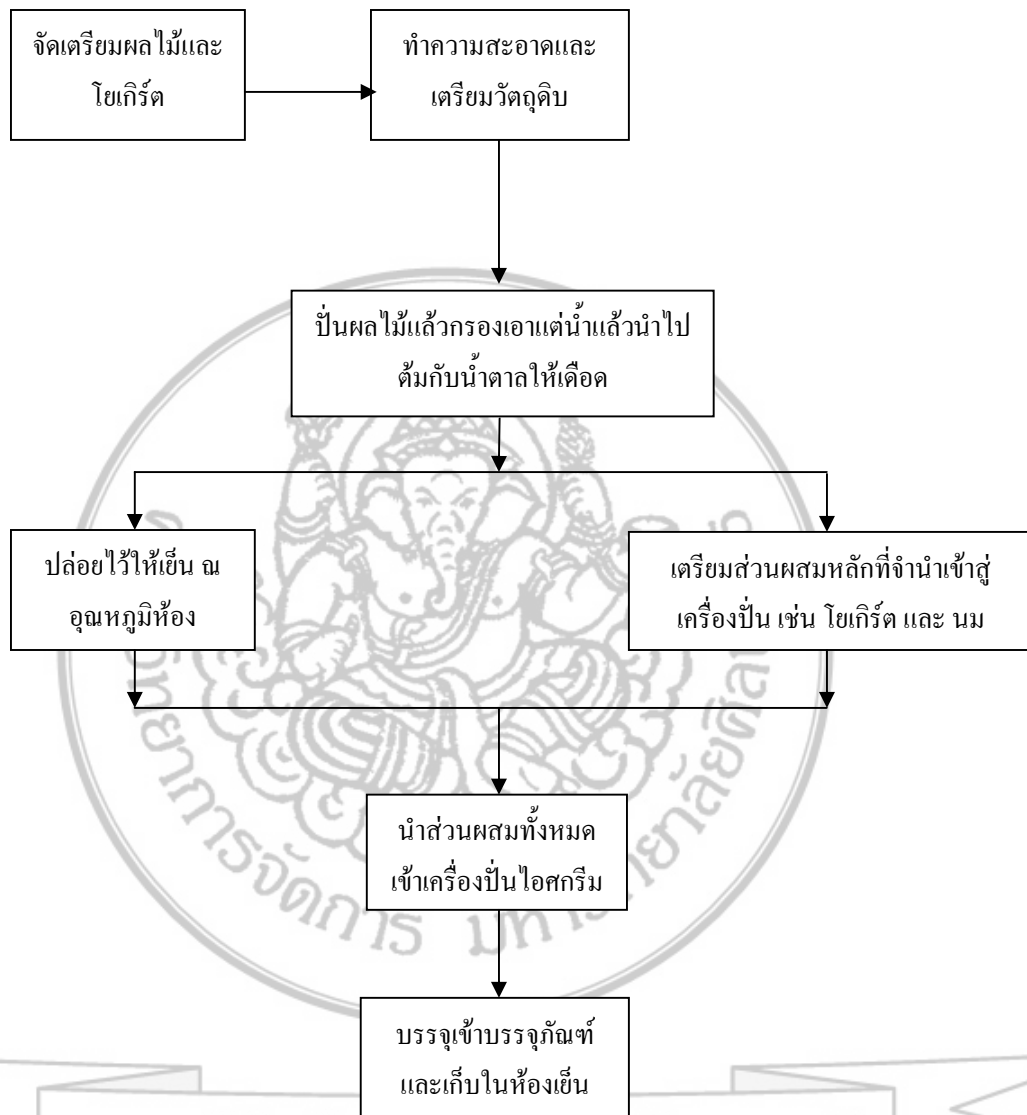 จัดเตรียมผลไม้และ
โยเกิร์ต
ทำความสะอาดและ
เตรียมวัตถุดิบ
ปั่นผลไม้แล้วกรองเอาแต่น้ำแล้วนำไป
ต้มกับน้ำตาลให้เดือด
ปล่อยไว้ให้เย็น ณ
อุณหภูมิห้อง
เตรียมส่วนผสมหลักที่จำนำเข้าสู่
เครื่องปั่น เช่น โยเกิร์ต และ นม
นำส่วนผสมทั้งหมด
เข้าเครื่องปั่นไอศกรีม
บรรจุเข้าบรรจุภัณฑ์
และเก็บในห้องเย็น